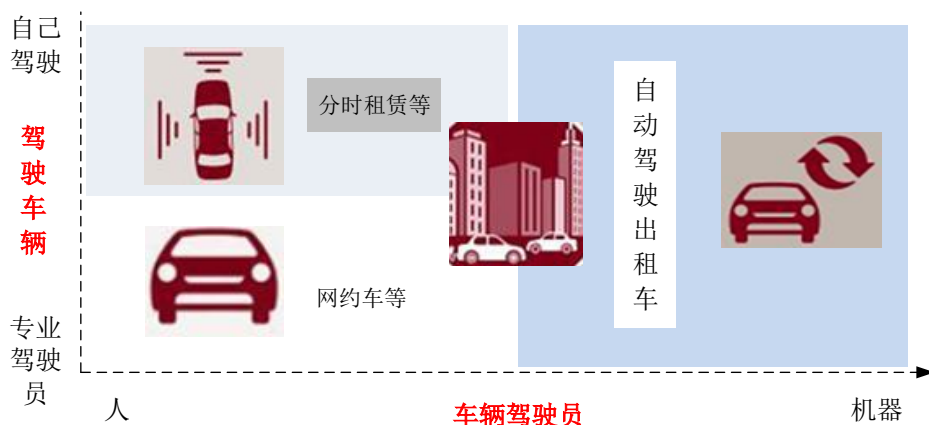 自己
驾驶
分时租赁等
自动驾驶出租车
驾驶车辆
网约车等
专业
驾驶
员
人
车辆驾驶员
机器